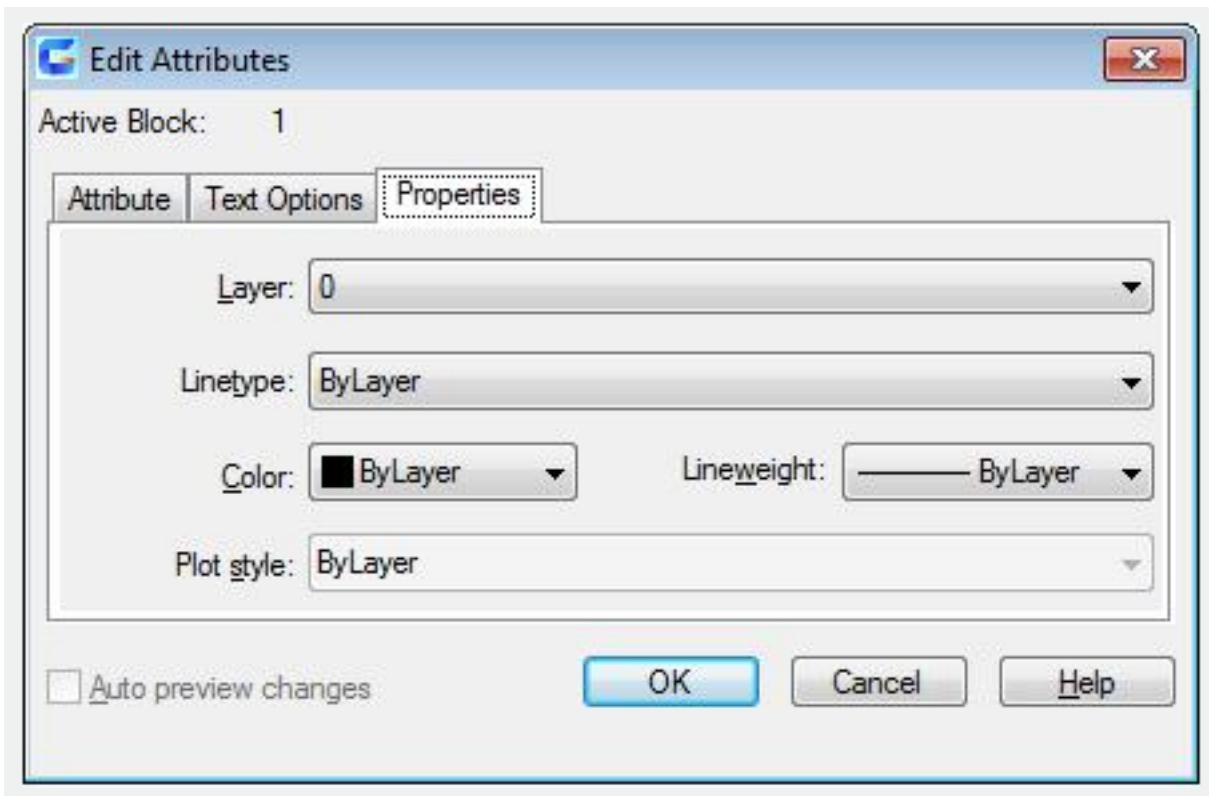 Edit Attributes
Active Block: 1
Attribute Text Options Properties
Layer: 0
Linetype: ByLayer
Color: ByLayer Lineweight: ByLayer
Plot style: ByLayer
Auto preview changes OK Cancel Help